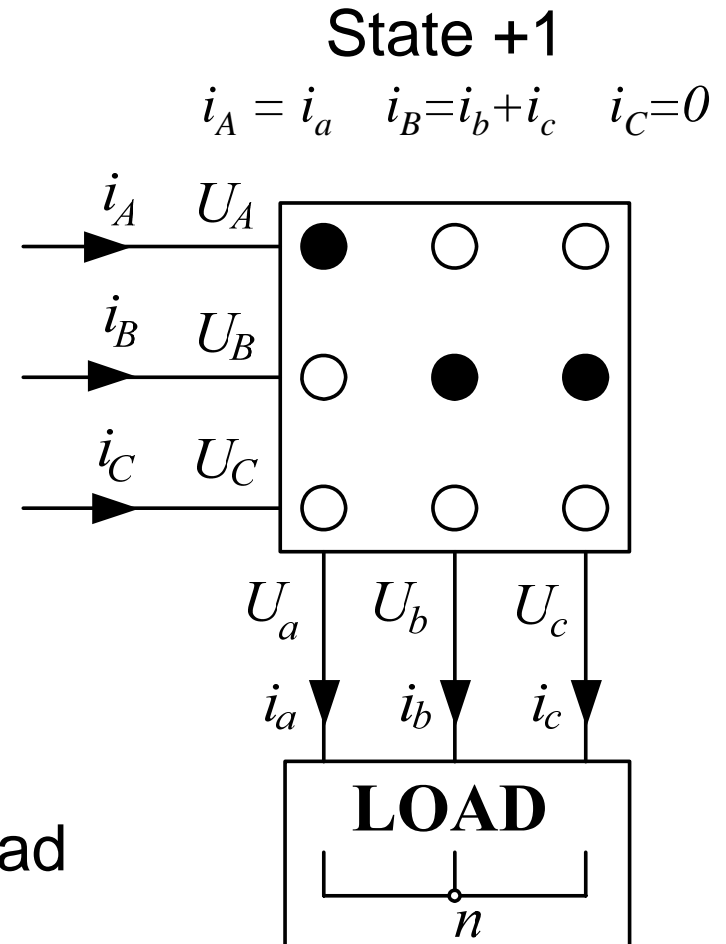 State +1
i_A = i_a i_B=i_b+i_c i_C=0
i_A U_A
i_B U_B
i_C U_C
U_a U_b U_c
i_a i_b i_c
LOAD
ad
n